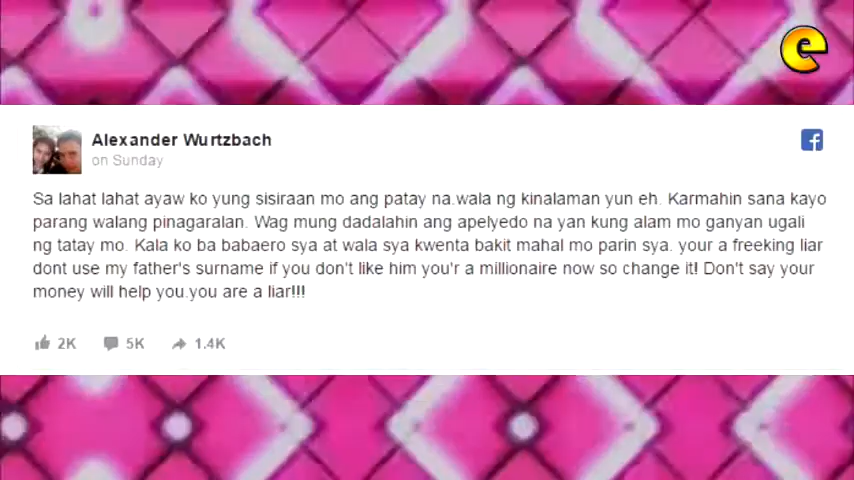 e
Alexander Wurtzbach
on Sunday
Sa lahat lahat ayaw ko yung sisiraan mo ang patay na.wala ng kinalaman yun eh. Karmahin sana kayo
parang walang pinagaralan. Wag mung dadalahin ang apelyedo na yan kung alam mo ganyan ugali
ng tatay mo. Kala ko ba babaero sya at wala sya kwenta bakit mahal mo parin sya. your a freeking liar
dont use my father's surname if you don't like him you'r a millionaire now so change it! Don't say your
money will help you.you are a liar!!!
2K 5K 1.4K